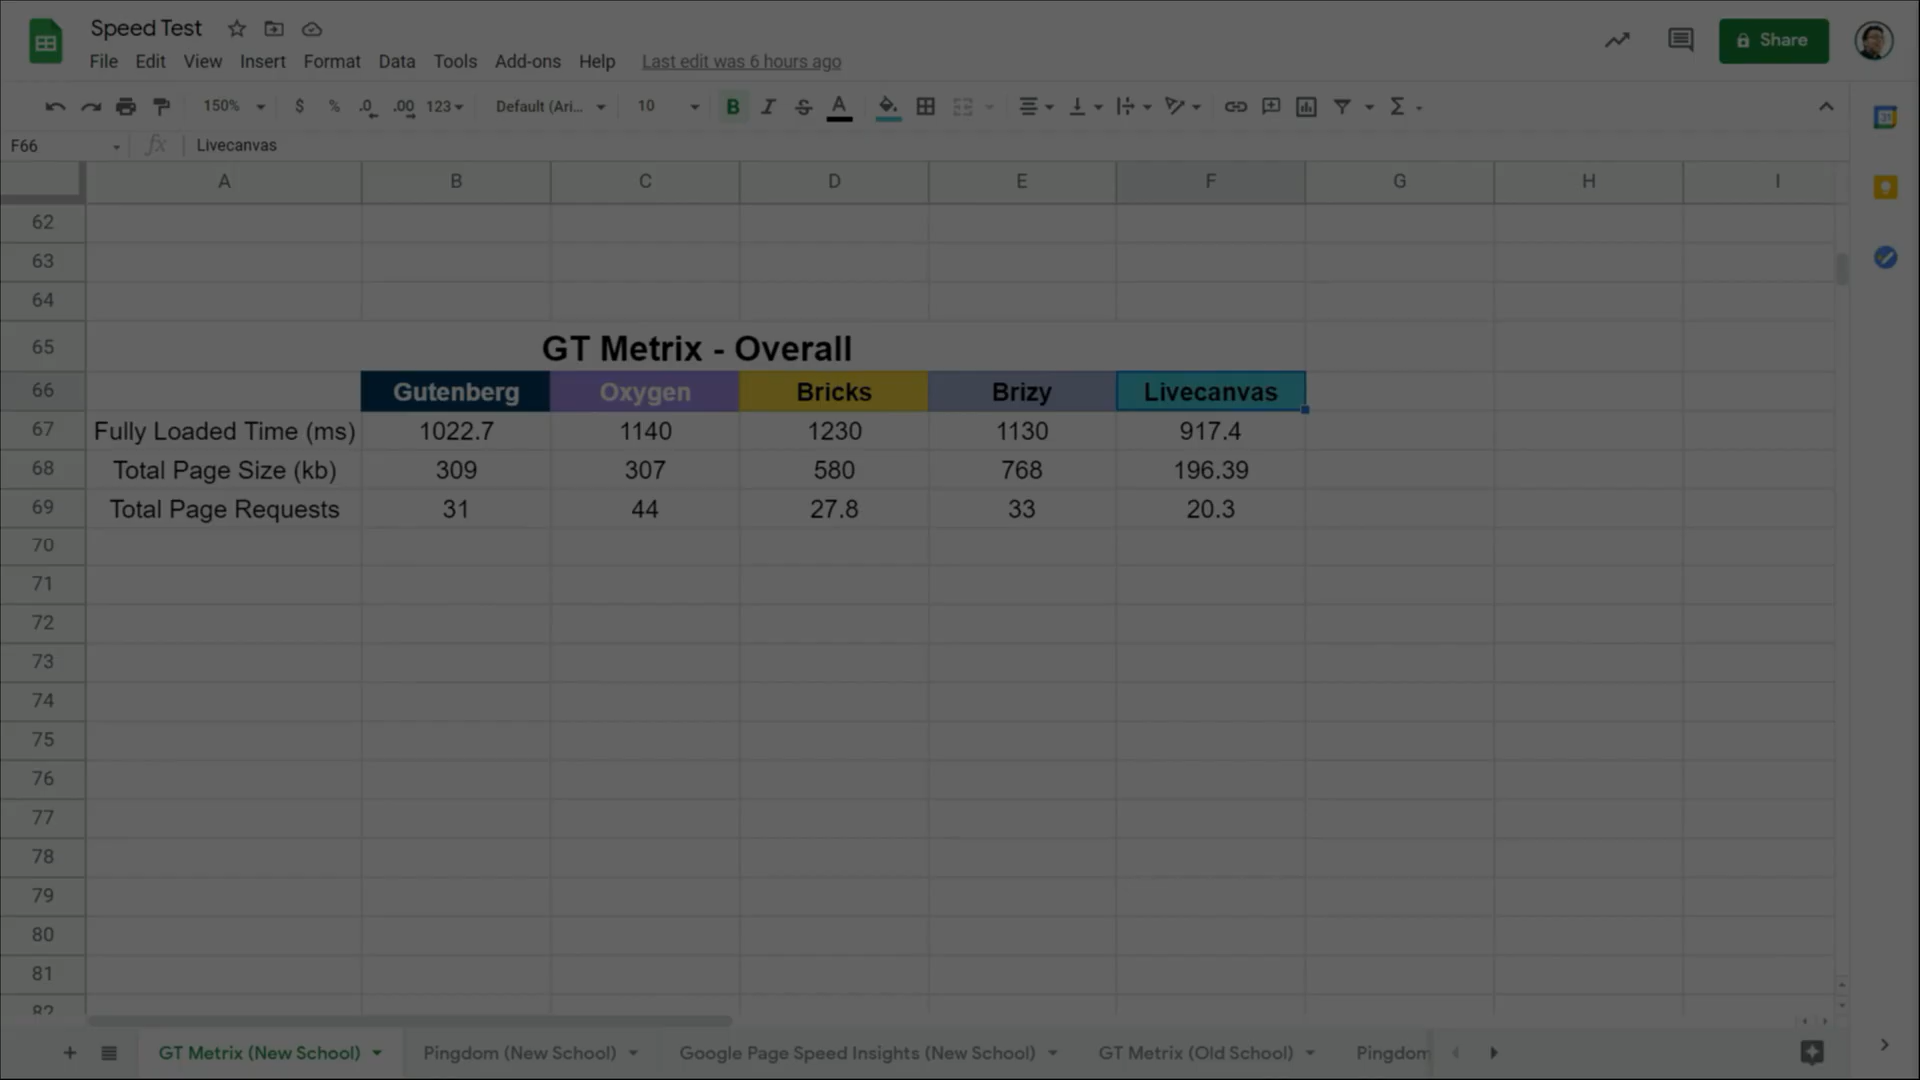 Speed Test
File Edit View Insert Format Data Tools Add-ons Help Last edit was 6 hours ago
Share
150% $ % .0 .00 123 Default (Ari... 10 B I S A
F66 fx Livecanvas
A B C D E F G H I
62
63
64
65 GT Metrix - Overall
66 Gutenberg Oxygen Bricks Brizy Livecanvas
67 Fully Loaded Time (ms) 1022.7 1140 1230 1130 917.4
68 Total Page Size (kb) 309 307 580 768 196.39
69 Total Page Requests 31 44 27.8 33 20.3
70
71
72
73
74
75
76
77
78
79
80
81
82
GT Metrix (New School) Pingdom (New School) Google Page Speed Insights (New School) GT Metrix (Old School) Pingdom